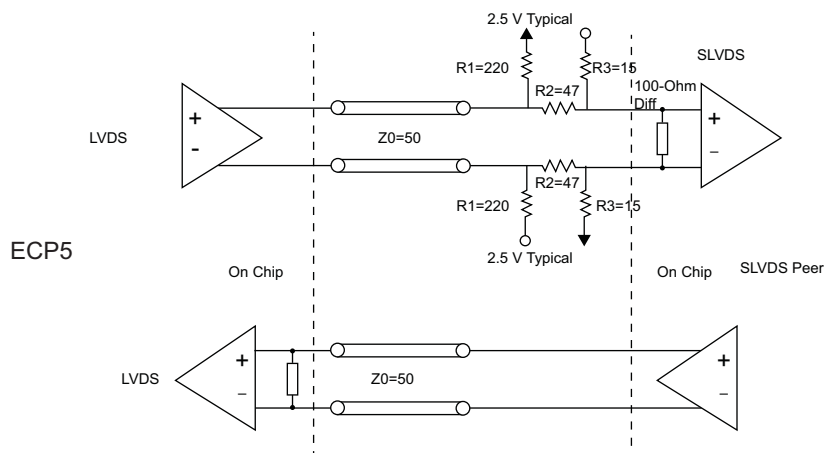 2.5 V Typical
SLVDS
R1=220
R3=15
R2=47
100-Ohm
Diff
+
+
LVDS
Z0=50
-
–
R2=47
R1=220
R3=15
ECP5
2.5 V Typical
On Chip
On Chip
SLVDS Peer
+
+
LVDS
Z0=50
–
–